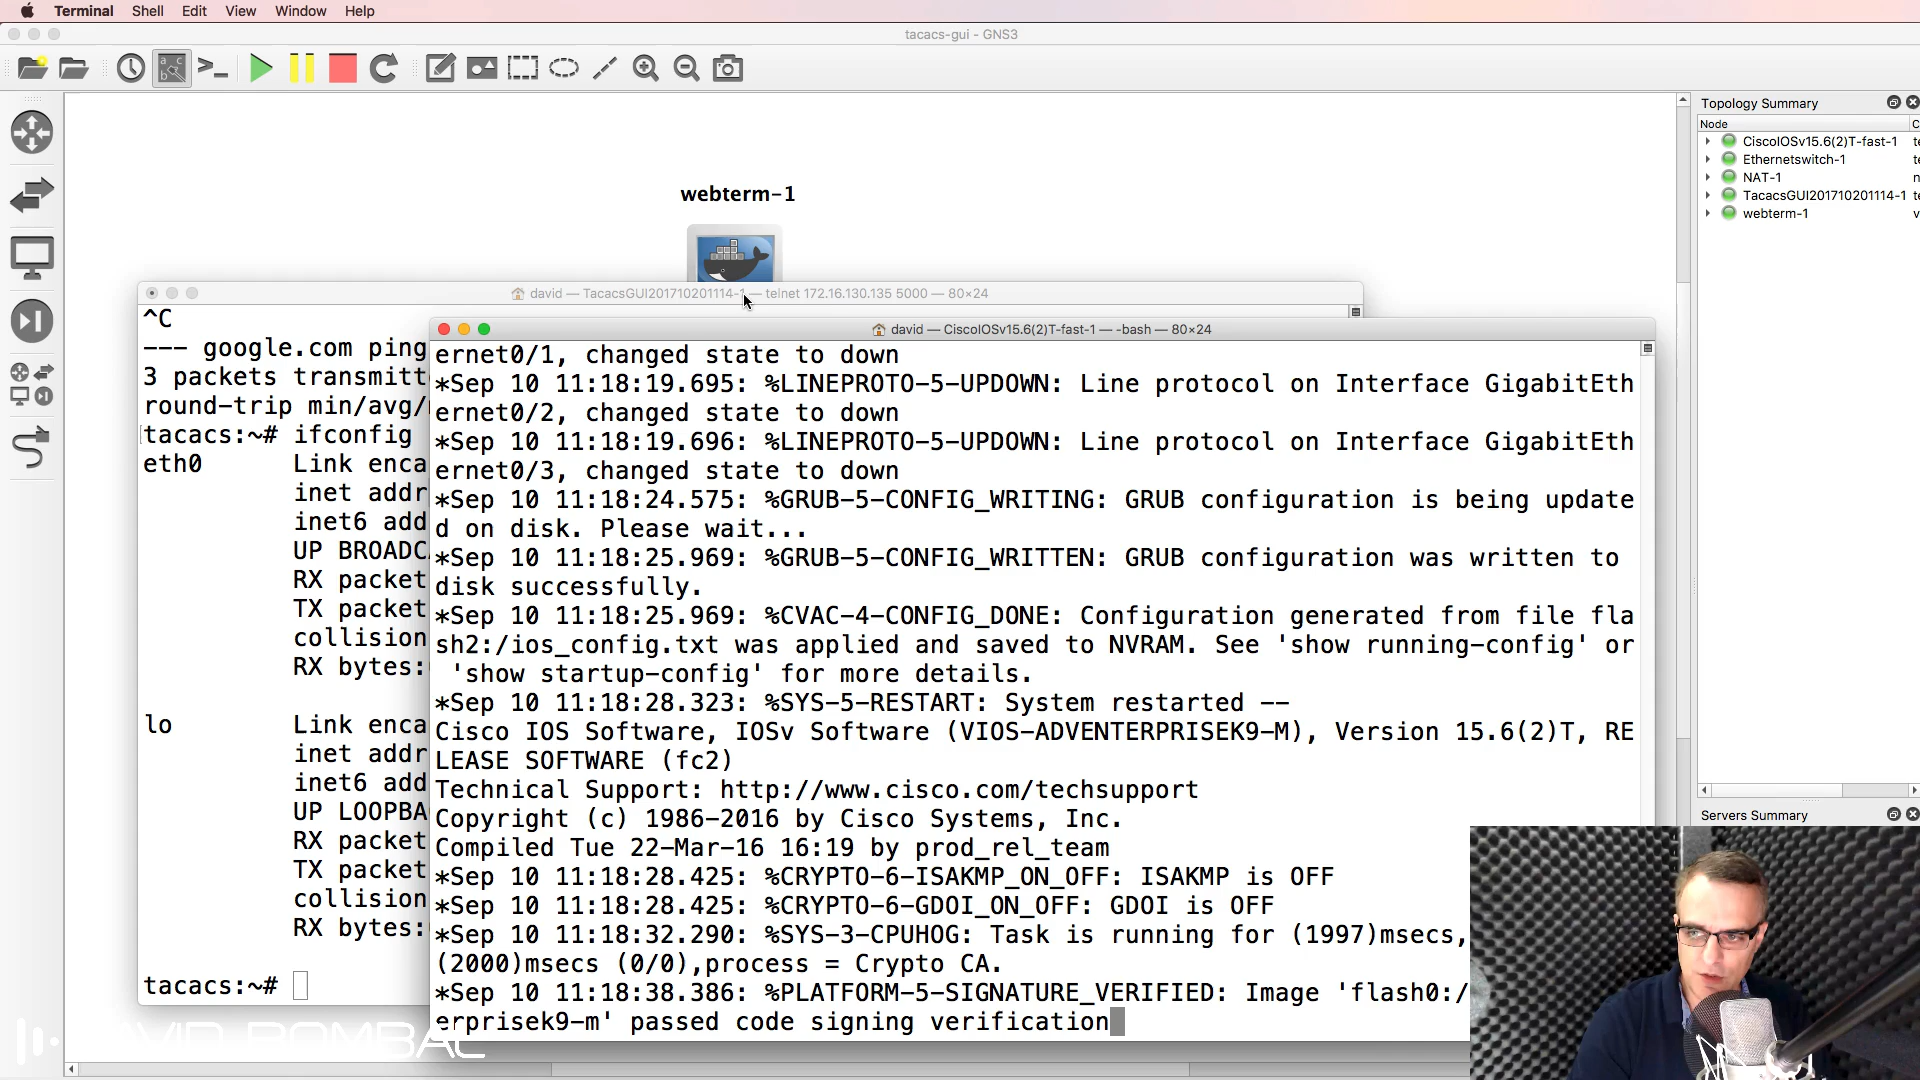 Terminal Shell Edit View Window Help
tacacs-gui - GNS3
Topology Summary
Node C
CiscoIOSv15.6(2)T-fast-1 te
Ethernetswitch-1 te
NAT-1 n
TacacsGUI201710201114-1 te
webterm-1 v
webterm-1
david — TacacsGUI201710201114-1 — telnet 172.16.130.135 5000 — 80×24
^C
--- google.com ping
3 packets transmitt
round-trip min/avg/
tacacs:~# ifconfig
eth0 Link enca
inet addr
inet6 add
UP BROADC
RX packet
TX packet
collision
RX bytes:
lo Link enca
inet addr
inet6 add
UP LOOPBA
RX packet
TX packet
collision
RX bytes:
tacacs:~#
david — CiscoIOSv15.6(2)T-fast-1 — -bash — 80×24
ernet0/1, changed state to down
*Sep 10 11:18:19.695: %LINEPROTO-5-UPDOWN: Line protocol on Interface GigabitEth
ernet0/2, changed state to down
*Sep 10 11:18:19.696: %LINEPROTO-5-UPDOWN: Line protocol on Interface GigabitEth
ernet0/3, changed state to down
*Sep 10 11:18:24.575: %GRUB-5-CONFIG_WRITING: GRUB configuration is being update
d on disk. Please wait...
*Sep 10 11:18:25.969: %GRUB-5-CONFIG_WRITTEN: GRUB configuration was written to
disk successfully.
*Sep 10 11:18:25.969: %CVAC-4-CONFIG_DONE: Configuration generated from file fla
sh2:/ios_config.txt was applied and saved to NVRAM. See 'show running-config' or
'show startup-config' for more details.
*Sep 10 11:18:28.323: %SYS-5-RESTART: System restarted --
Cisco IOS Software, IOSv Software (VIOS-ADVENTERPRISEK9-M), Version 15.6(2)T, RE
LEASE SOFTWARE (fc2)
Technical Support: http://www.cisco.com/techsupport
Copyright (c) 1986-2016 by Cisco Systems, Inc.
Compiled Tue 22-Mar-16 16:19 by prod_rel_team
*Sep 10 11:18:28.425: %CRYPTO-6-ISAKMP_ON_OFF: ISAKMP is OFF
*Sep 10 11:18:28.425: %CRYPTO-6-GDOI_ON_OFF: GDOI is OFF
*Sep 10 11:18:32.290: %SYS-3-CPUHOG: Task is running for (1997)msecs,
(2000)msecs (0/0),process = Crypto CA.
*Sep 10 11:18:38.386: %PLATFORM-5-SIGNATURE_VERIFIED: Image 'flash0:/
erprisek9-m' passed code signing verification
Servers Summary